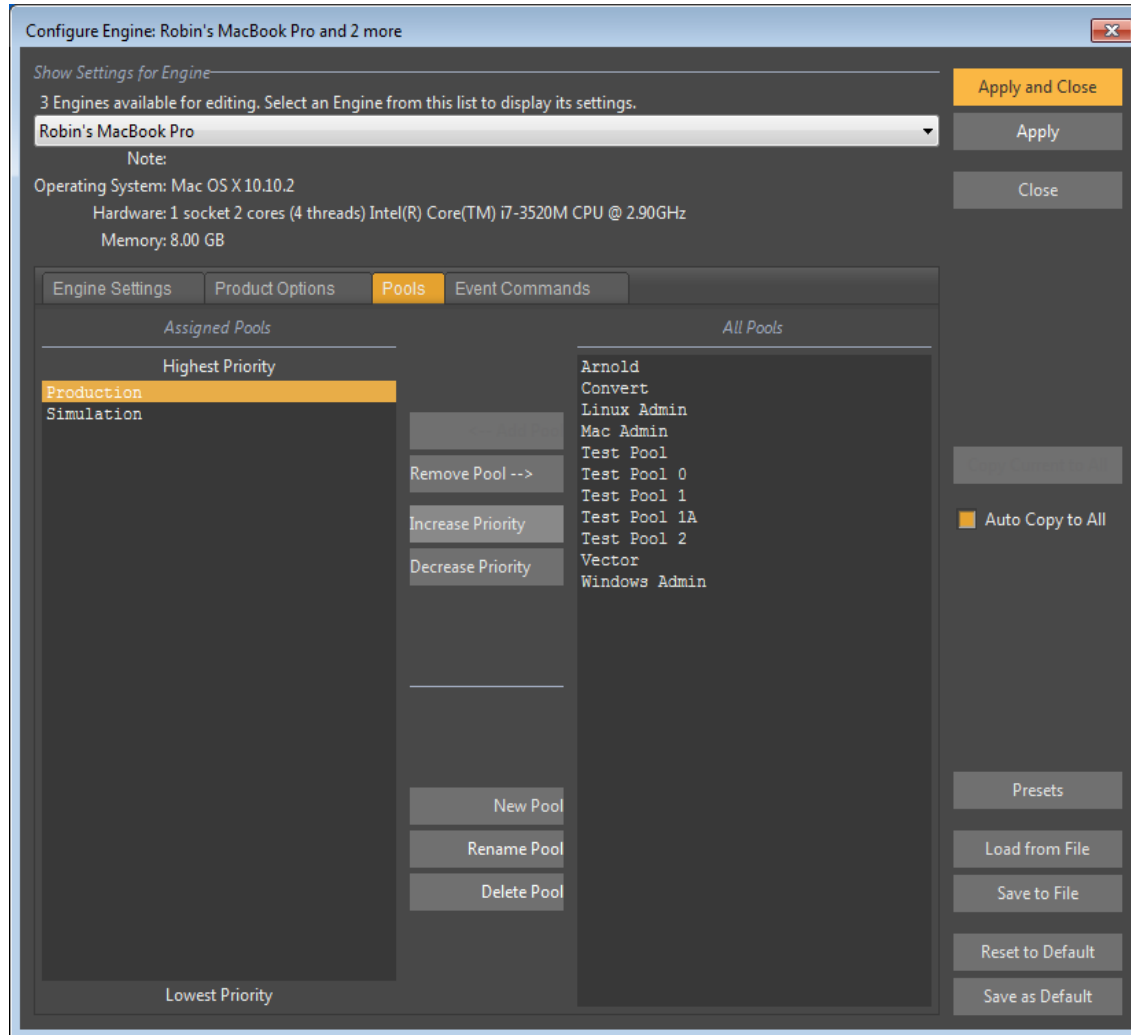 Configure Engine: Robin's MacBook Pro and 2 more
Show Settings for Engine
3 Engines available for editing. Select an Engine from this list to display its settings.
Robin's MacBook Pro
Note:
Operating System: Mac OS X 10.10.2
Hardware: 1 socket 2 cores (4 threads) Intel(R) Core(TM) i7-3520M CPU @ 2.90GHz
Memory: 8.00 GB
Apply and Close
Apply
Close
Engine Settings
Product Options
Pools
Event Commands
Assigned Pools
Highest Priority
Production
Simulation
Lowest Priority
<-- Add Pool
Remove Pool -->
Increase Priority
Decrease Priority
New Pool
Rename Pool
Delete Pool
All Pools
Arnold
Convert
Linux Admin
Mac Admin
Test Pool
Test Pool 0
Test Pool 1
Test Pool 1A
Test Pool 2
Vector
Windows Admin
Copy Current to All
Auto Copy to All
Presets
Load from File
Save to File
Reset to Default
Save as Default